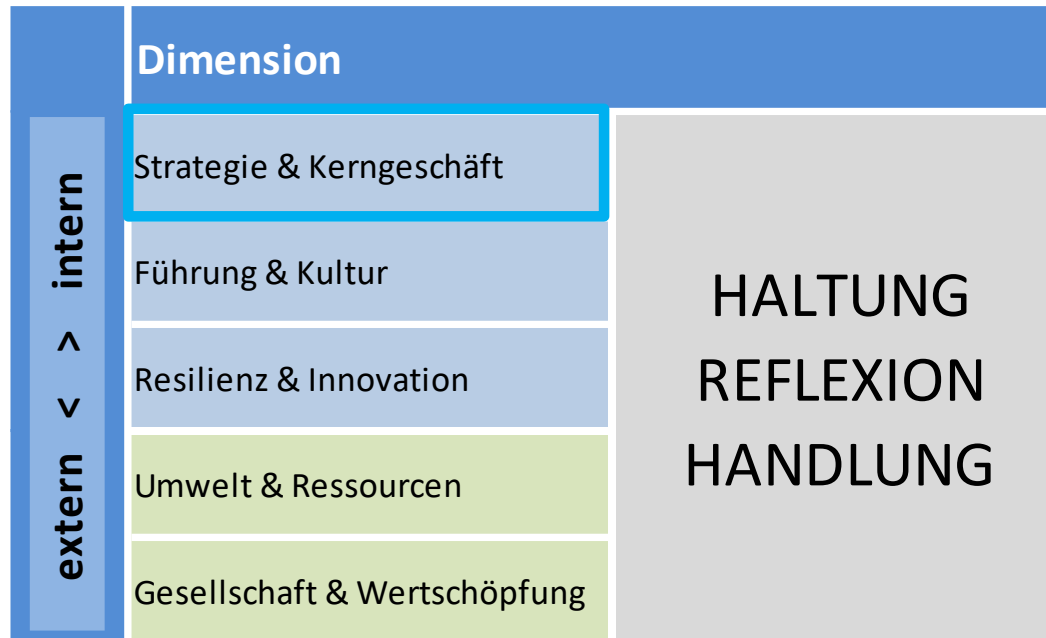 Dimension
intern
>
<
extern
Strategie & Kerngeschäft
Führung & Kultur
Resilienz & Innovation
Umwelt & Ressourcen
Gesellschaft & Wertschöpfung
HALTUNG
REFLEXION
HANDLUNG